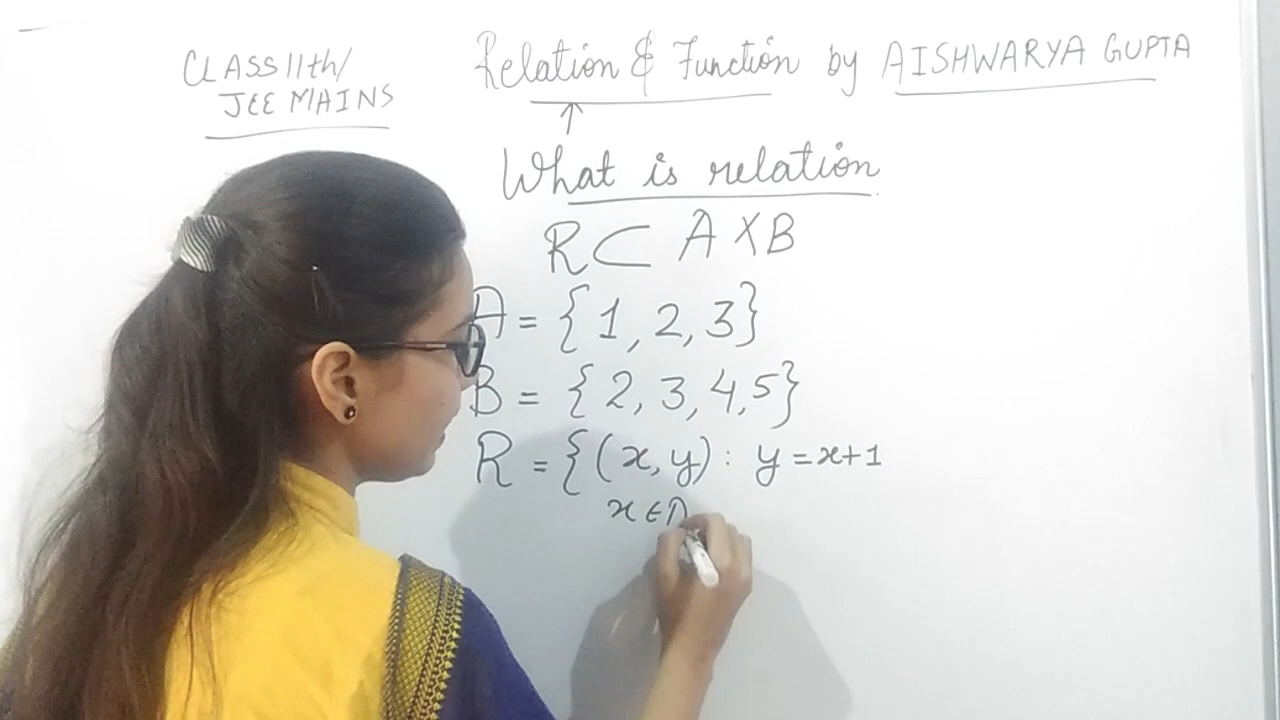 CLASS 11th/
JEE MAINS
Relation & Function by AISHWARYA GUPTA
↑
What is relation
R ⊂ A X B
A = { 1, 2, 3}
B = { 2, 3, 4, 5}
R = {(x, y) : y = x+1
x ∈ A